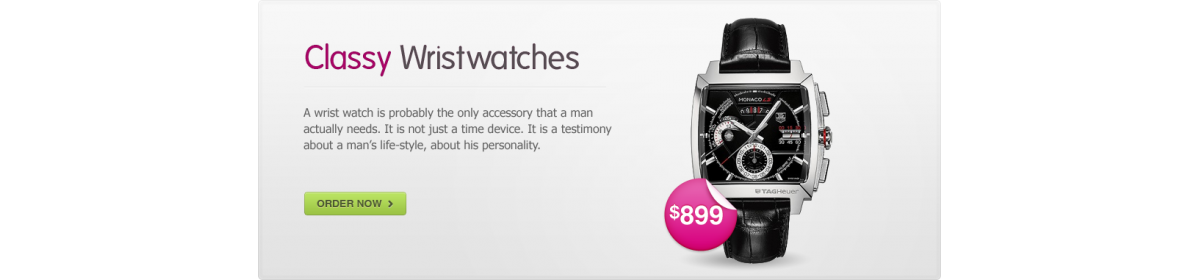 Classy Wristwatches
A wrist watch is probably the only accessory that a man
actually needs. It is not just a time device. It is a testimony
about a man's life-style, about his personality.
ORDER NOW
MONACO LS
TAGHeuer
$899